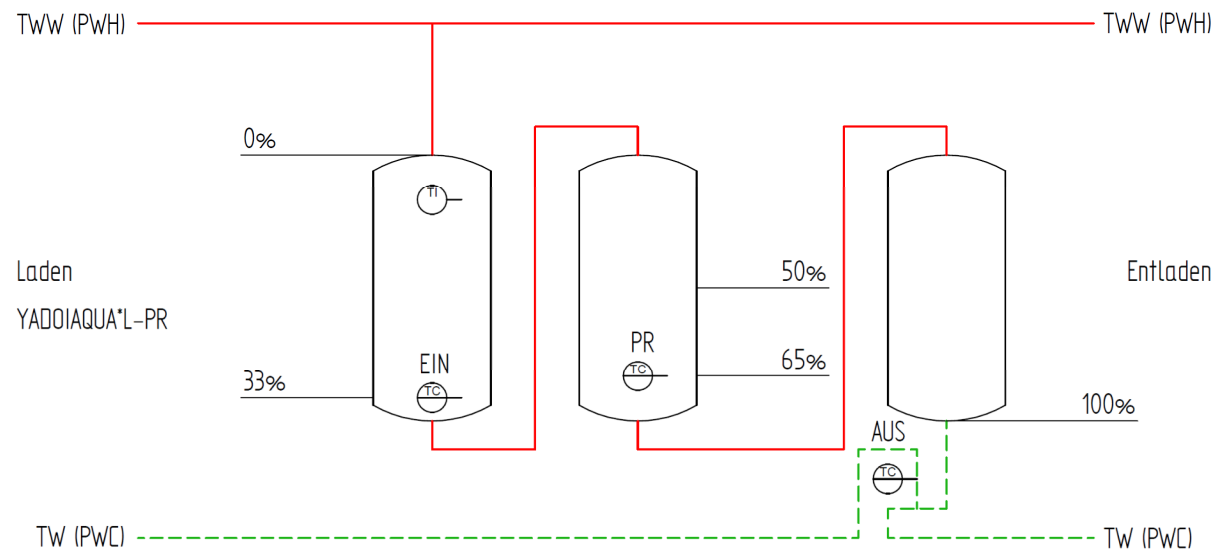 TWW (PWH)
TWW (PWH)
0%
TI
Laden
50%
Entladen
YADOIAQUA*L-PR
PR
EIN
65%
TC
33%
TC
100%
AUS
TC
TW (PWC)
TW (PWC)